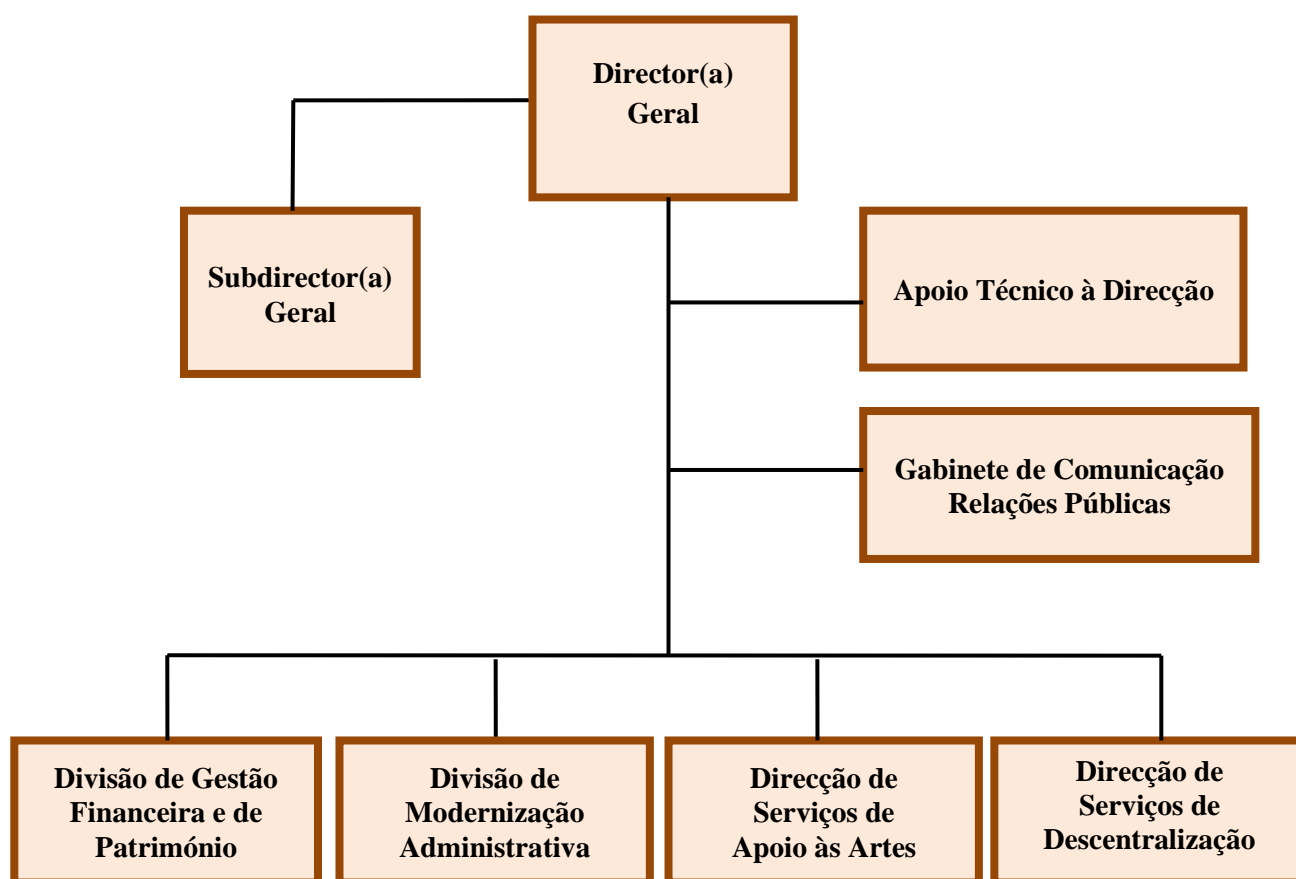 Director(a)
Geral
Subdirector(a)
Geral
Apoio Técnico à Direcção
Gabinete de Comunicação
Relações Públicas
Divisão de Gestão
Financeira e de
Património
Divisão de
Modernização
Administrativa
Direcção de
Serviços de
Apoio às Artes
Direcção de
Serviços de
Descentralização